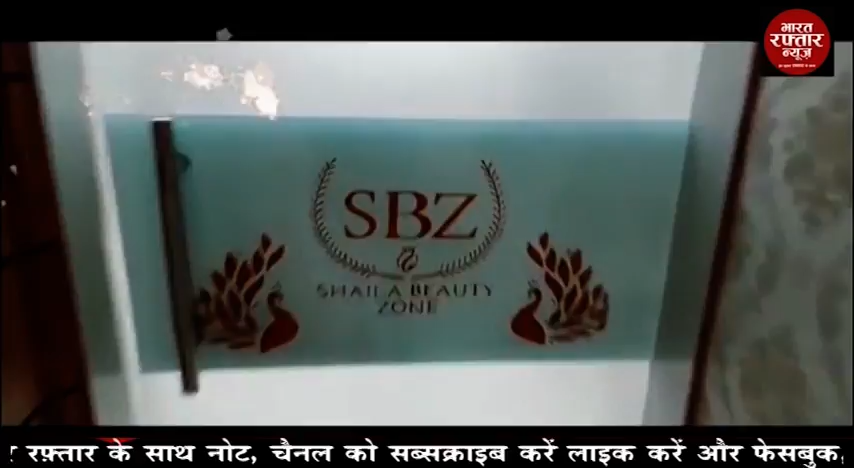 भारत
रफ़्तार
न्यूज़
SBZ
SHAILA BEAUTY
ZONE
रफ़्तार के साथ नोट, चैनल को सब्सक्राइब करें लाइक करें और फेसबुक,